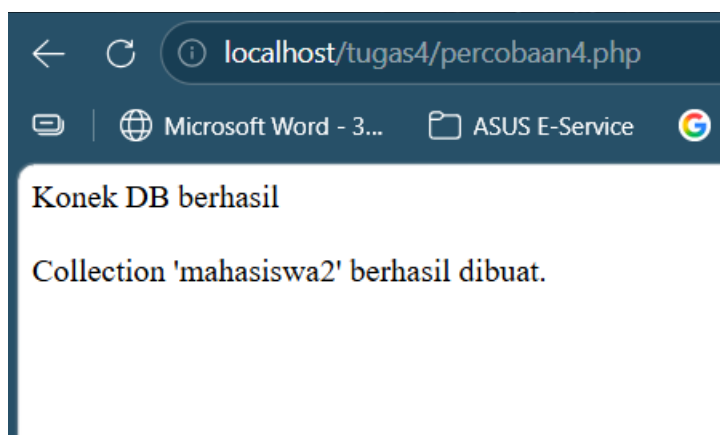 localhost/tugas4/percobaan4.php
Microsoft Word - 3... ASUS E-Service
Konek DB berhasil
Collection 'mahasiswa2' berhasil dibuat.